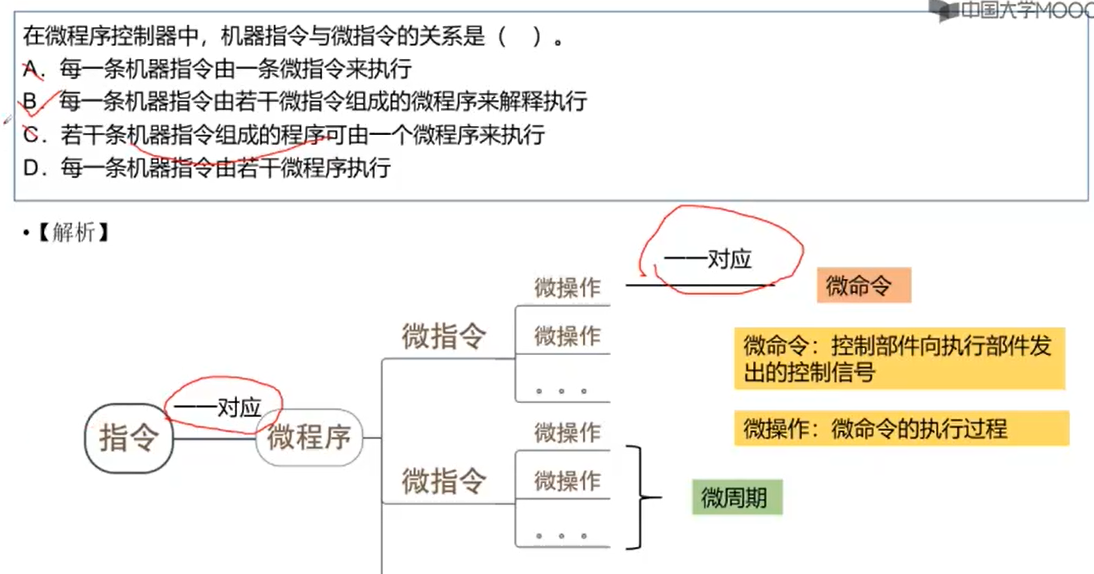 中国大学MOOC
在微程序控制器中，机器指令与微指令的关系是（ ）。
A．每一条机器指令由一条微指令来执行
B．每一条机器指令由若干微指令组成的微程序来解释执行
C．若干条机器指令组成的程序可由一个微程序来执行
D．每一条机器指令由若干微程序执行
•【解析】
一一对应
微操作
微命令
微指令
微操作
微命令：控制部件向执行部件发
出的控制信号
。。。
一一对应
指令
微程序
微操作
微操作：微命令的执行过程
微指令
微操作
微周期
。。。